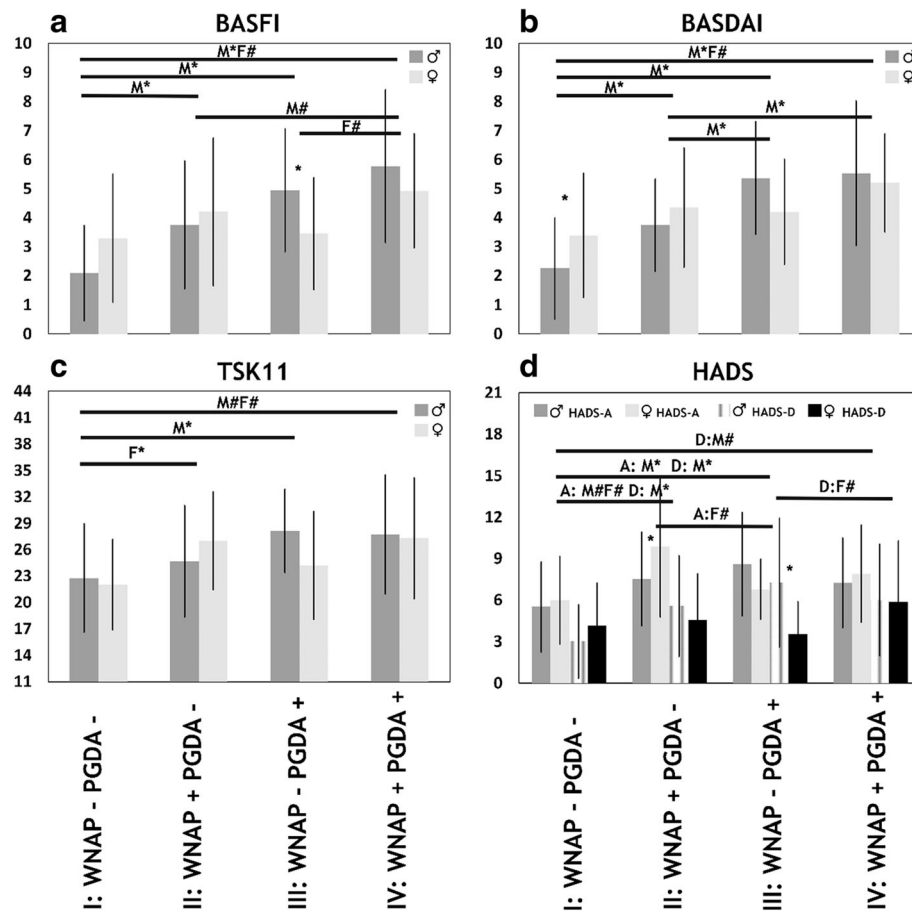 a BASFI
10
9
8
7
6
5
4
3
2
1
0
♂
♀
M*F#
M*
M*
M#
F#
*
b BASDAI
10
9
8
7
6
5
4
3
2
1
0
♂
♀
M*F#
M*
M*
M*
M*
*
c TSK11
44
41
38
35
32
29
26
23
20
17
14
11
♂
♀
M#F#
M*
F*
d HADS
21
18
15
12
9
6
3
0
♂ HADS-A ♀ HADS-A ♂ HADS-D ♀ HADS-D
D:M#
A: M* D: M*
A: M#F# D: M*
D:F#
A:F#
*
*
I: WNAP - PGDA -
II: WNAP + PGDA -
III: WNAP - PGDA +
IV: WNAP + PGDA +
I: WNAP - PGDA -
II: WNAP + PGDA -
III: WNAP - PGDA +
IV: WNAP + PGDA +